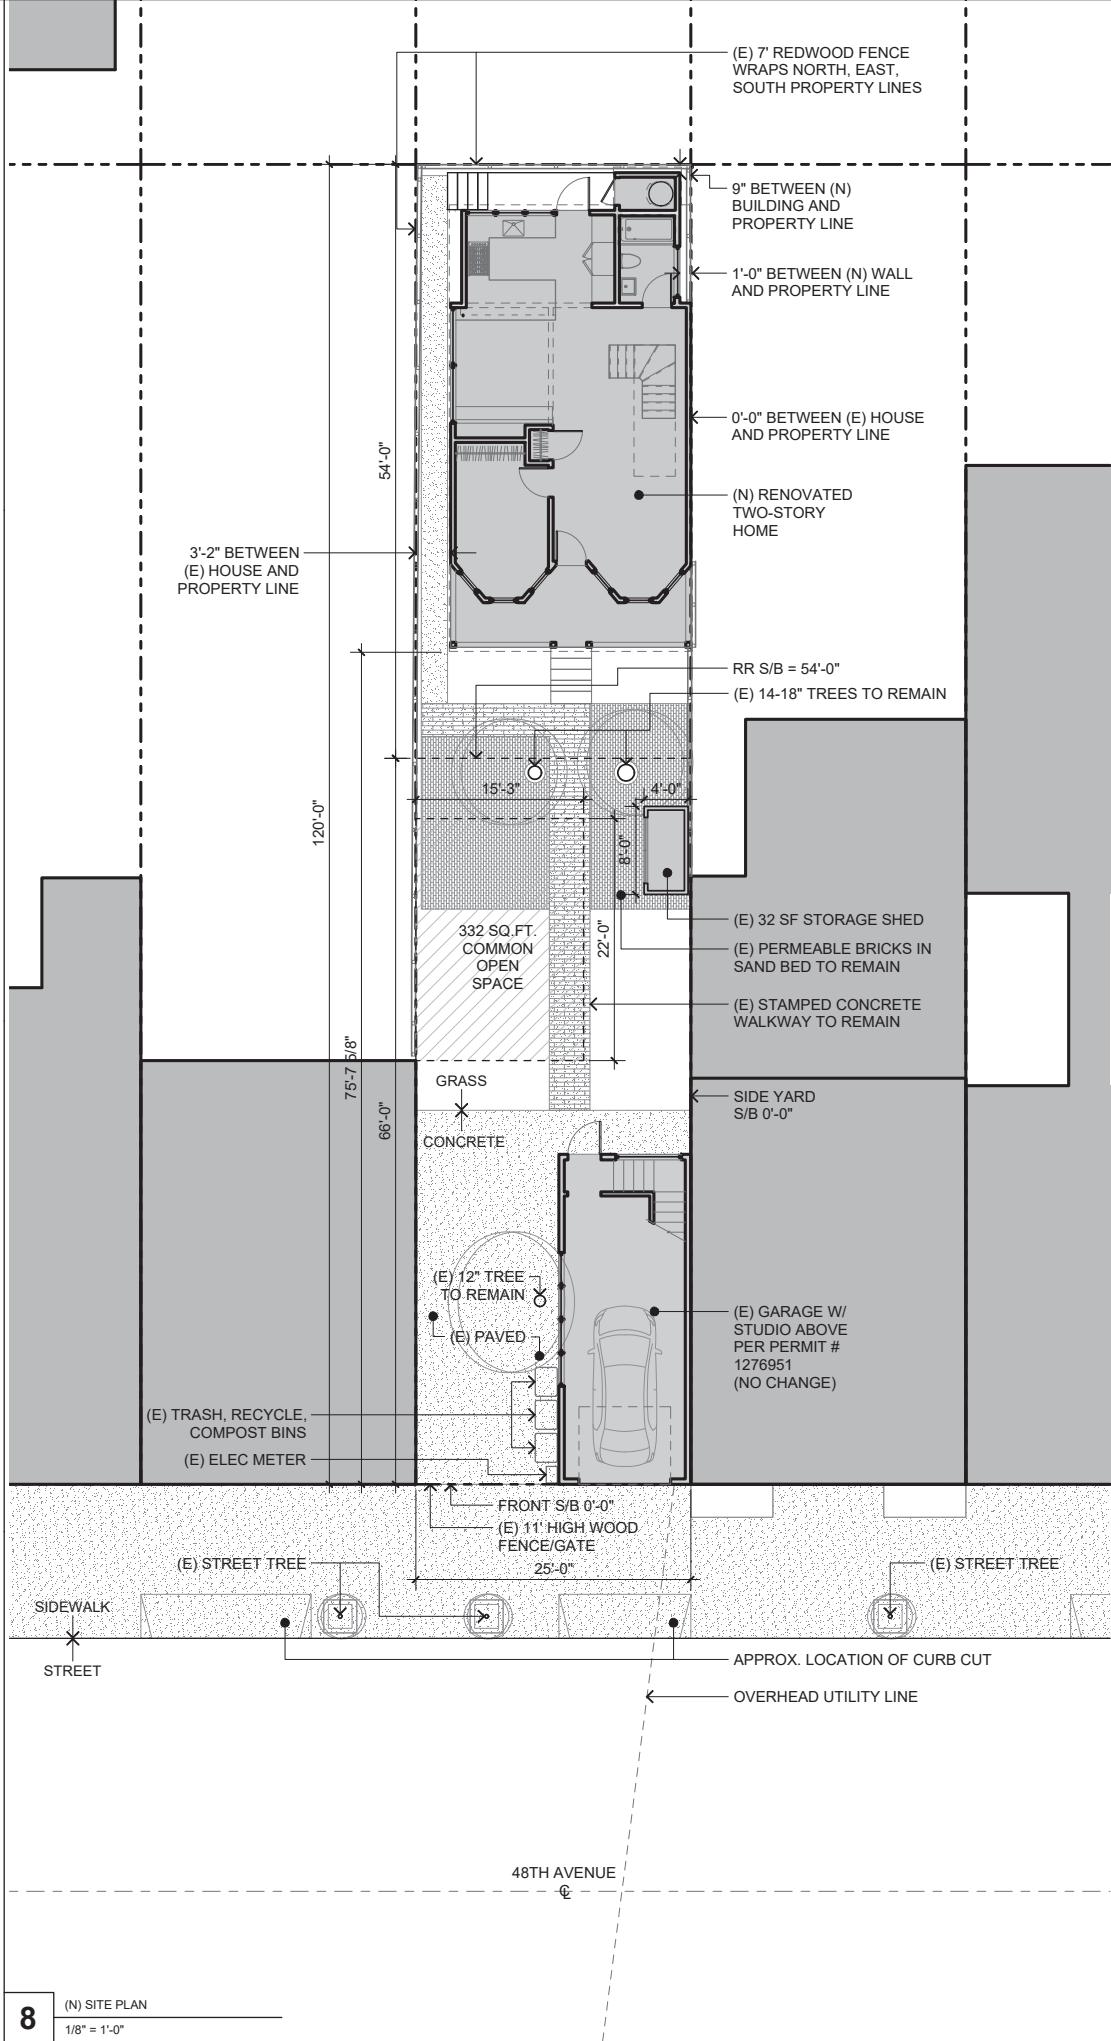 (E) 7' REDWOOD FENCE
WRAPS NORTH, EAST,
SOUTH PROPERTY LINES
9" BETWEEN (N)
BUILDING AND
PROPERTY LINE
1'-0" BETWEEN (N) WALL
AND PROPERTY LINE
0'-0" BETWEEN (E) HOUSE
AND PROPERTY LINE
54'-0"
(N) RENOVATED
TWO-STORY
HOME
3'-2" BETWEEN
(E) HOUSE AND
PROPERTY LINE
RR S/B = 54'-0"
(E) 14-18" TREES TO REMAIN
15'-3"
4'-0"
120'-0"
8'-0"
(E) 32 SF STORAGE SHED
332 SQ.FT.
COMMON
OPEN
SPACE
22'-0"
(E) PERMEABLE BRICKS IN
SAND BED TO REMAIN
(E) STAMPED CONCRETE
WALKWAY TO REMAIN
75'-7 5/8"
66'-0"
GRASS
CONCRETE
SIDE YARD
S/B 0'-0"
(E) 12" TREE
TO REMAIN
(E) PAVED
(E) GARAGE W/
STUDIO ABOVE
PER PERMIT #
1276951
(NO CHANGE)
(E) TRASH, RECYCLE,
COMPOST BINS
(E) ELEC METER
FRONT S/B 0'-0"
(E) 11' HIGH WOOD
FENCE/GATE
25'-0"
(E) STREET TREE
(E) STREET TREE
SIDEWALK
STREET
APPROX. LOCATION OF CURB CUT
OVERHEAD UTILITY LINE
48TH AVENUE
℄
8
(N) SITE PLAN
1/8" = 1'-0"